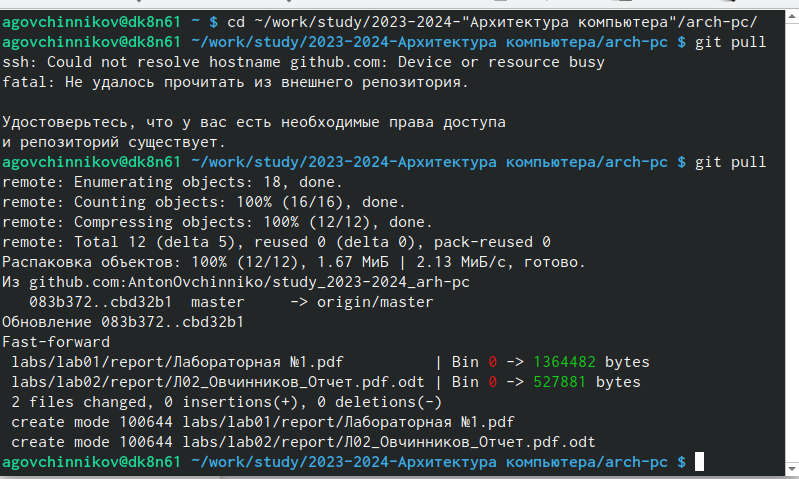 agovchinnikov@dk8n61 ~ $ cd ~/work/study/2023-2024-"Архитектура компьютера"/arch-pc/
agovchinnikov@dk8n61 ~/work/study/2023-2024-Архитектура компьютера/arch-pc $ git pull
ssh: Could not resolve hostname github.com: Device or resource busy
fatal: Не удалось прочитать из внешнего репозитория.

Удостоверьтесь, что у вас есть необходимые права доступа
и репозиторий существует.
agovchinnikov@dk8n61 ~/work/study/2023-2024-Архитектура компьютера/arch-pc $ git pull
remote: Enumerating objects: 18, done.
remote: Counting objects: 100% (16/16), done.
remote: Compressing objects: 100% (12/12), done.
remote: Total 12 (delta 5), reused 0 (delta 0), pack-reused 0
Распаковка объектов: 100% (12/12), 1.67 МиБ | 2.13 МиБ/с, готово.
Из github.com:AntonOvchinniko/study_2023-2024_arh-pc
   083b372..cbd32b1  master     -> origin/master
Обновление 083b372..cbd32b1
Fast-forward
 labs/lab01/report/Лабораторная №1.pdf          | Bin 0 -> 1364482 bytes
 labs/lab02/report/Л02_Овчинников_Отчет.pdf.odt | Bin 0 -> 527881 bytes
 2 files changed, 0 insertions(+), 0 deletions(-)
 create mode 100644 labs/lab01/report/Лабораторная №1.pdf
 create mode 100644 labs/lab02/report/Л02_Овчинников_Отчет.pdf.odt
agovchinnikov@dk8n61 ~/work/study/2023-2024-Архитектура компьютера/arch-pc $